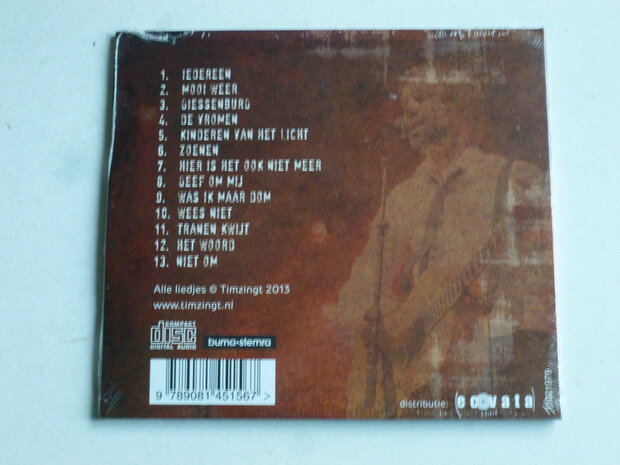 1. IEDEREEN
2. MOOI WEER
3. GIESSENBURG
4. DE VROMEN
5. KINDEREN VAN HET LICHT
6. ZOENEN
7. HIER IS HET OOK NIET MEER
8. GEEF OM MIJ
9. WAS IK MAAR DOM
10. WEES NIET
11. TRANEN KWIJT
12. HET WOORD
13. NIET OM
Alle liedjes © Timzingt 2013
www.timzingt.nl
COMPACT
disc
DIGITAL AUDIO
buma•stemra
9 789081 451567 >
distributie: ecovata